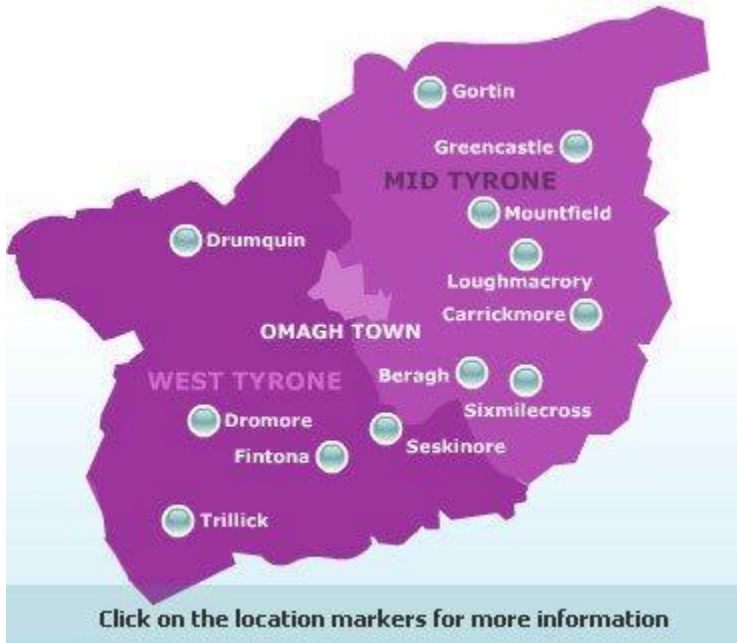 Gortin
Greencastle
MID TYRONE
Mountfield
Drumquin
Loughmacrory
Carrickmore
OMAGH TOWN
Beragh
WEST TYRONE
Sixmilecross
Dromore
Seskinore
Fintona
Trillick
Click on the location markers for more information